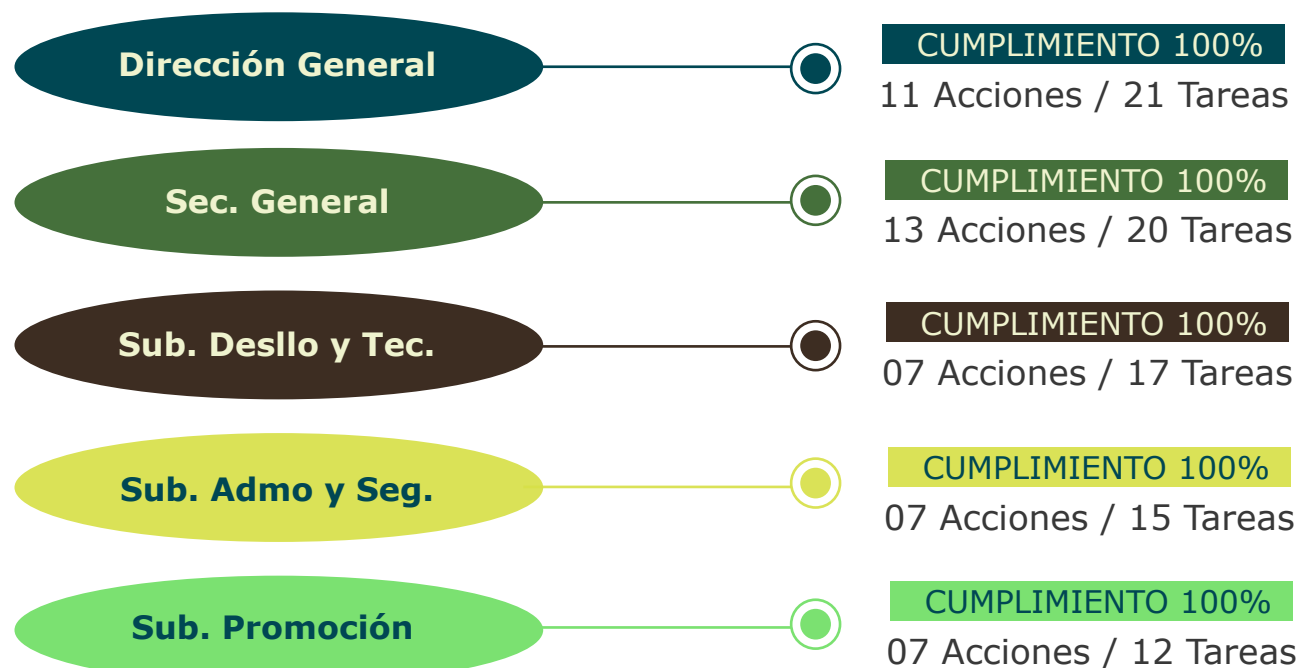 Dirección General
CUMPLIMIENTO 100%
11 Acciones / 21 Tareas
Sec. General
CUMPLIMIENTO 100%
13 Acciones / 20 Tareas
Sub. Desllo y Tec.
CUMPLIMIENTO 100%
07 Acciones / 17 Tareas
Sub. Admo y Seg.
CUMPLIMIENTO 100%
07 Acciones / 15 Tareas
Sub. Promoción
CUMPLIMIENTO 100%
07 Acciones / 12 Tareas